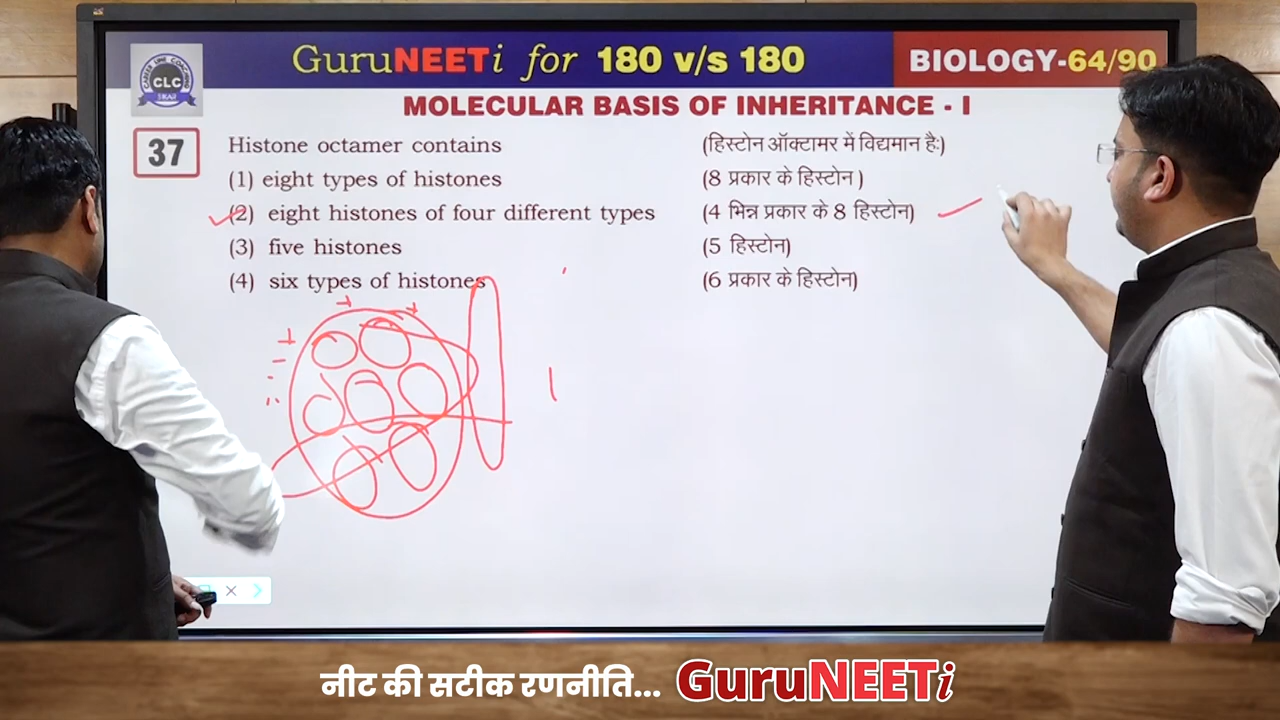 GuruNEETi for 180 v/s 180 BIOLOGY-64/90
CLC
SIKAR
MOLECULAR BASIS OF INHERITANCE - I
37 Histone octamer contains (हिस्टोन ऑक्टामर में विद्यमान है:)
(1) eight types of histones (8 प्रकार के हिस्टोन )
(2) eight histones of four different types (4 भिन्न प्रकार के 8 हिस्टोन)
(3) five histones (5 हिस्टोन)
(4) six types of histones (6 प्रकार के हिस्टोन)
नीट की सटीक रणनीति... GuruNEETi